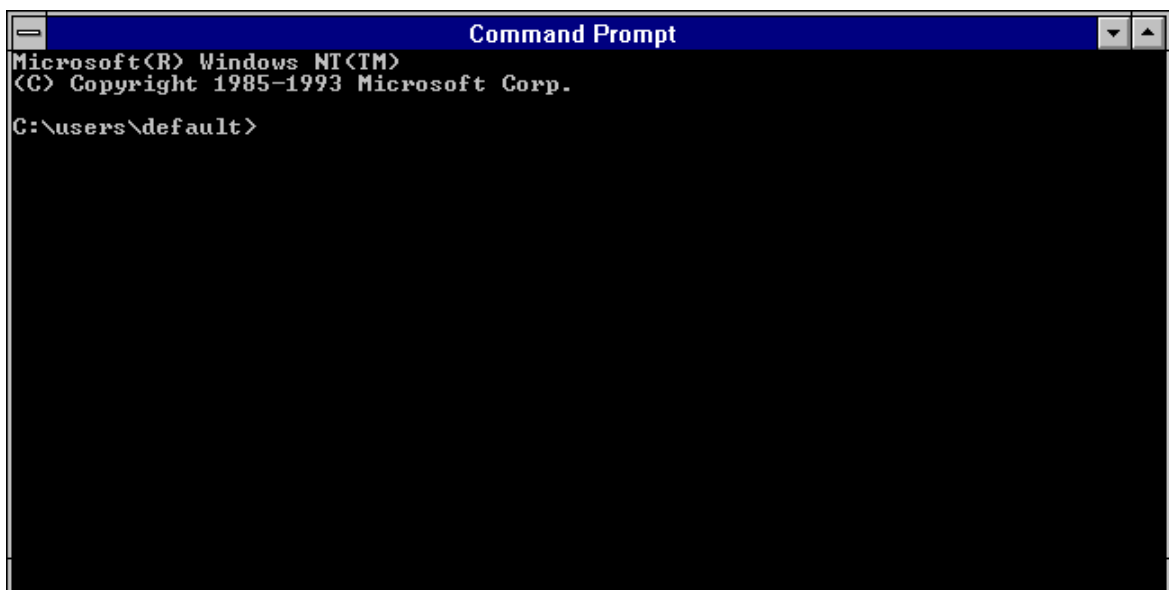 Command Prompt
Microsoft(R) Windows NT(TM)
(C) Copyright 1985-1993 Microsoft Corp.
C:\users\default>